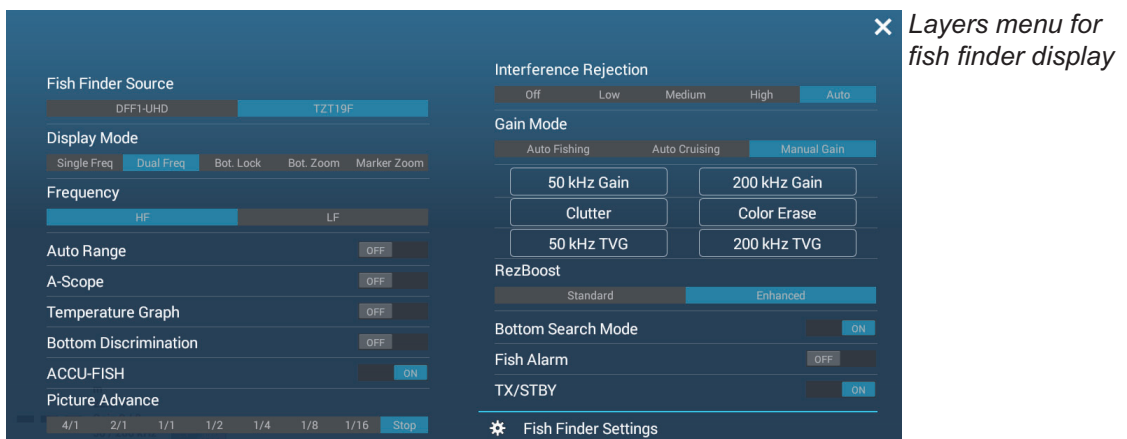 Layers menu for
fish finder display
Fish Finder Source
DFF1-UHD TZT19F
Display Mode
Single Freq Dual Freq Bot. Lock Bot. Zoom Marker Zoom
Frequency
HF LF
Auto Range OFF
A-Scope OFF
Temperature Graph OFF
Bottom Discrimination OFF
ACCU-FISH ON
Picture Advance
4/1 2/1 1/1 1/2 1/4 1/8 1/16 Stop
Interference Rejection
Off Low Medium High Auto
Gain Mode
Auto Fishing Auto Cruising Manual Gain
50 kHz Gain 200 kHz Gain
Clutter Color Erase
50 kHz TVG 200 kHz TVG
RezBoost
Standard Enhanced
Bottom Search Mode ON
Fish Alarm OFF
TX/STBY ON
Fish Finder Settings